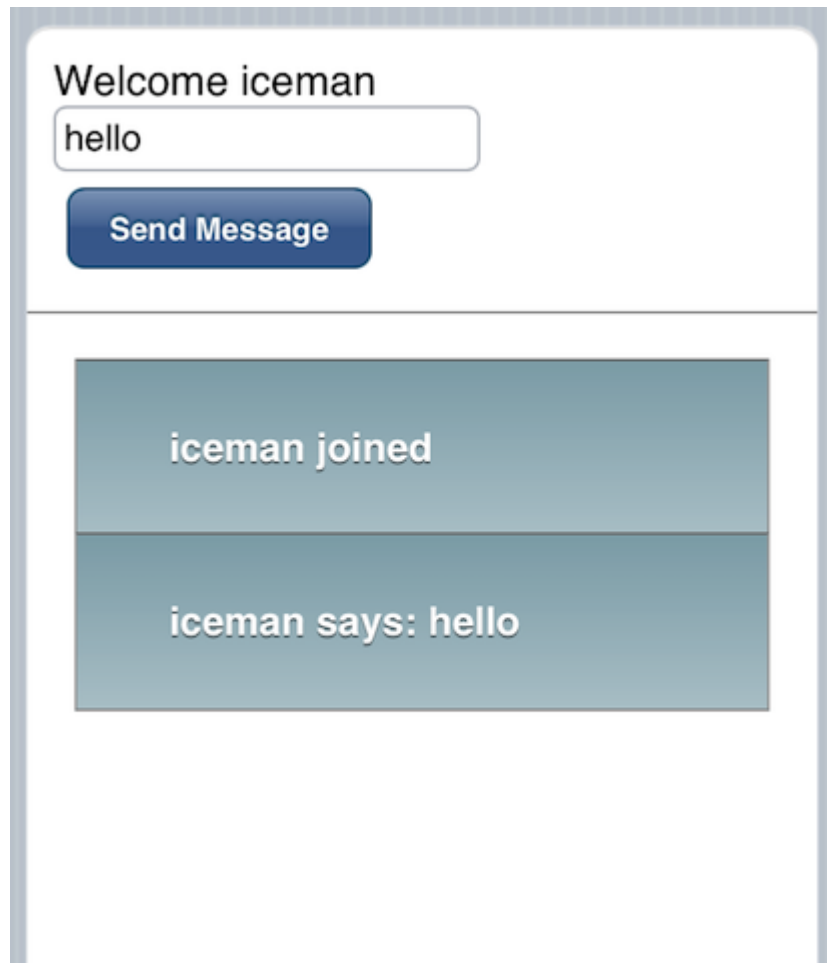 Welcome iceman
hello
Send Message
iceman joined
iceman says: hello